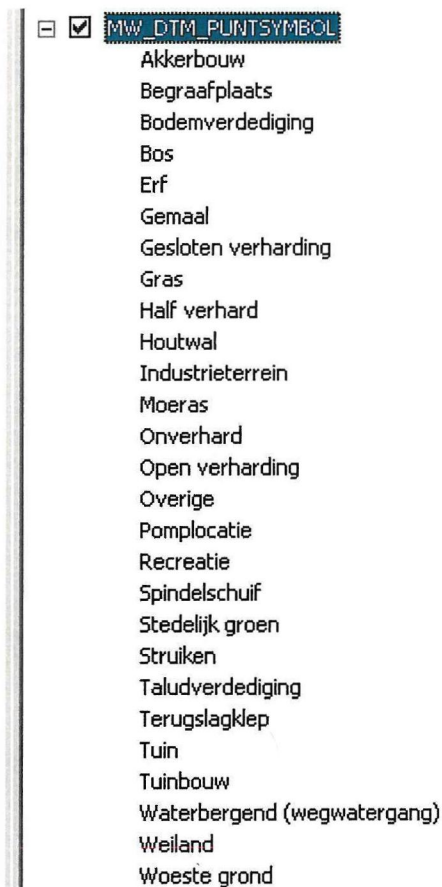 MW_DTM_PUNTSYMBOL
Akkerbouw
Begraafplaats
Bodemverdediging
Bos
Erf
Gemaal
Gesloten verharding
Gras
Half verhard
Houtwal
Industrieterrein
Moeras
Onverhard
Open verharding
Overige
Pomplocatie
Recreatie
Spindelschuif
Stedelijk groen
Struiken
Taludverdediging
Terugslagklep
Tuin
Tuinbouw
Waterbergend (wegwatergang)
Weiland
Woeste grond